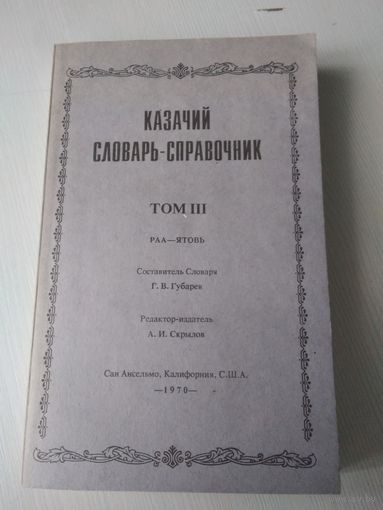 КАЗАЧИЙ
СЛОВАРЬ-СПРАВОЧНИК
ТОМ III
РАА—ЯТОВЬ
Составитель Словаря
Г. В. Губарев
Редактор-издатель
А. И. Скрылов
Сан Ансельмо, Калифорния, С.Ш.А.
—1970—